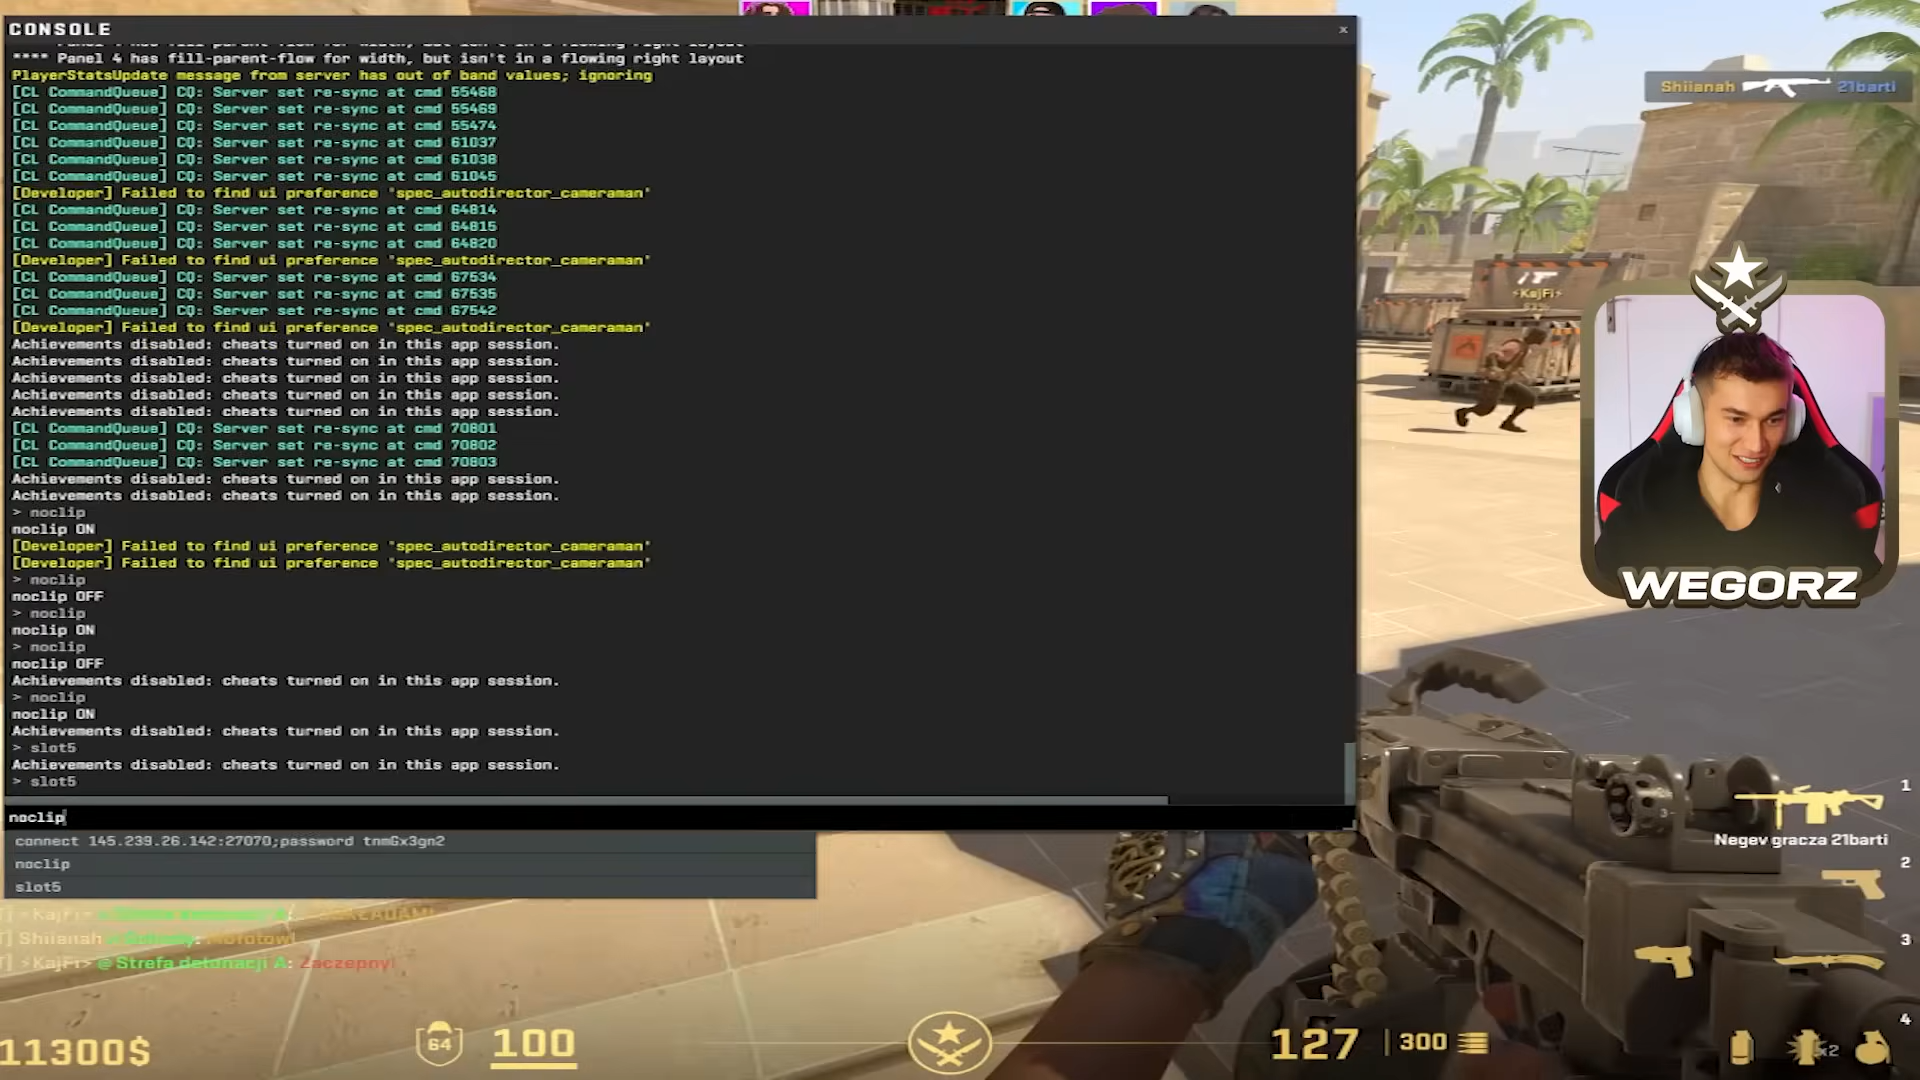 CONSOLE
**** Panel 4 has fill-parent-flow for width, but isn't in a flowing right layout
PlayerStatsUpdate message from server has out of band values; ignoring
[CL CommandQueue] CQ: Server set re-sync at cmd 55468
[CL CommandQueue] CQ: Server set re-sync at cmd 55469
[CL CommandQueue] CQ: Server set re-sync at cmd 55474
[CL CommandQueue] CQ: Server set re-sync at cmd 61037
[CL CommandQueue] CQ: Server set re-sync at cmd 61038
[CL CommandQueue] CQ: Server set re-sync at cmd 61045
[Developer] Failed to find ui preference 'spec_autodirector_cameraman'
[CL CommandQueue] CQ: Server set re-sync at cmd 64814
[CL CommandQueue] CQ: Server set re-sync at cmd 64815
[CL CommandQueue] CQ: Server set re-sync at cmd 64820
[Developer] Failed to find ui preference 'spec_autodirector_cameraman'
[CL CommandQueue] CQ: Server set re-sync at cmd 67534
[CL CommandQueue] CQ: Server set re-sync at cmd 67535
[CL CommandQueue] CQ: Server set re-sync at cmd 67542
[Developer] Failed to find ui preference 'spec_autodirector_cameraman'
Achievements disabled: cheats turned on in this app session.
Achievements disabled: cheats turned on in this app session.
Achievements disabled: cheats turned on in this app session.
Achievements disabled: cheats turned on in this app session.
Achievements disabled: cheats turned on in this app session.
[CL CommandQueue] CQ: Server set re-sync at cmd 70801
[CL CommandQueue] CQ: Server set re-sync at cmd 70802
[CL CommandQueue] CQ: Server set re-sync at cmd 70803
Achievements disabled: cheats turned on in this app session.
Achievements disabled: cheats turned on in this app session.
> noclip
noclip ON
[Developer] Failed to find ui preference 'spec_autodirector_cameraman'
[Developer] Failed to find ui preference 'spec_autodirector_cameraman'
> noclip
noclip OFF
> noclip
noclip ON
> noclip
noclip OFF
Achievements disabled: cheats turned on in this app session.
> noclip
noclip ON
Achievements disabled: cheats turned on in this app session.
> slot5
Achievements disabled: cheats turned on in this app session.
> slot5
noclip
connect 145.239.26.142:27070;password tnmGx3gn2
noclip
slot5
Shiianah
T] ⚡KajFi⚡ @ Strefa detonacji A: Zaczepny!
11300$
64
100
127 | 300
Shiianah 21barti
⚡KajFi⚡
WEGORZ
1
Negev gracza 21barti
2
3
4
x2